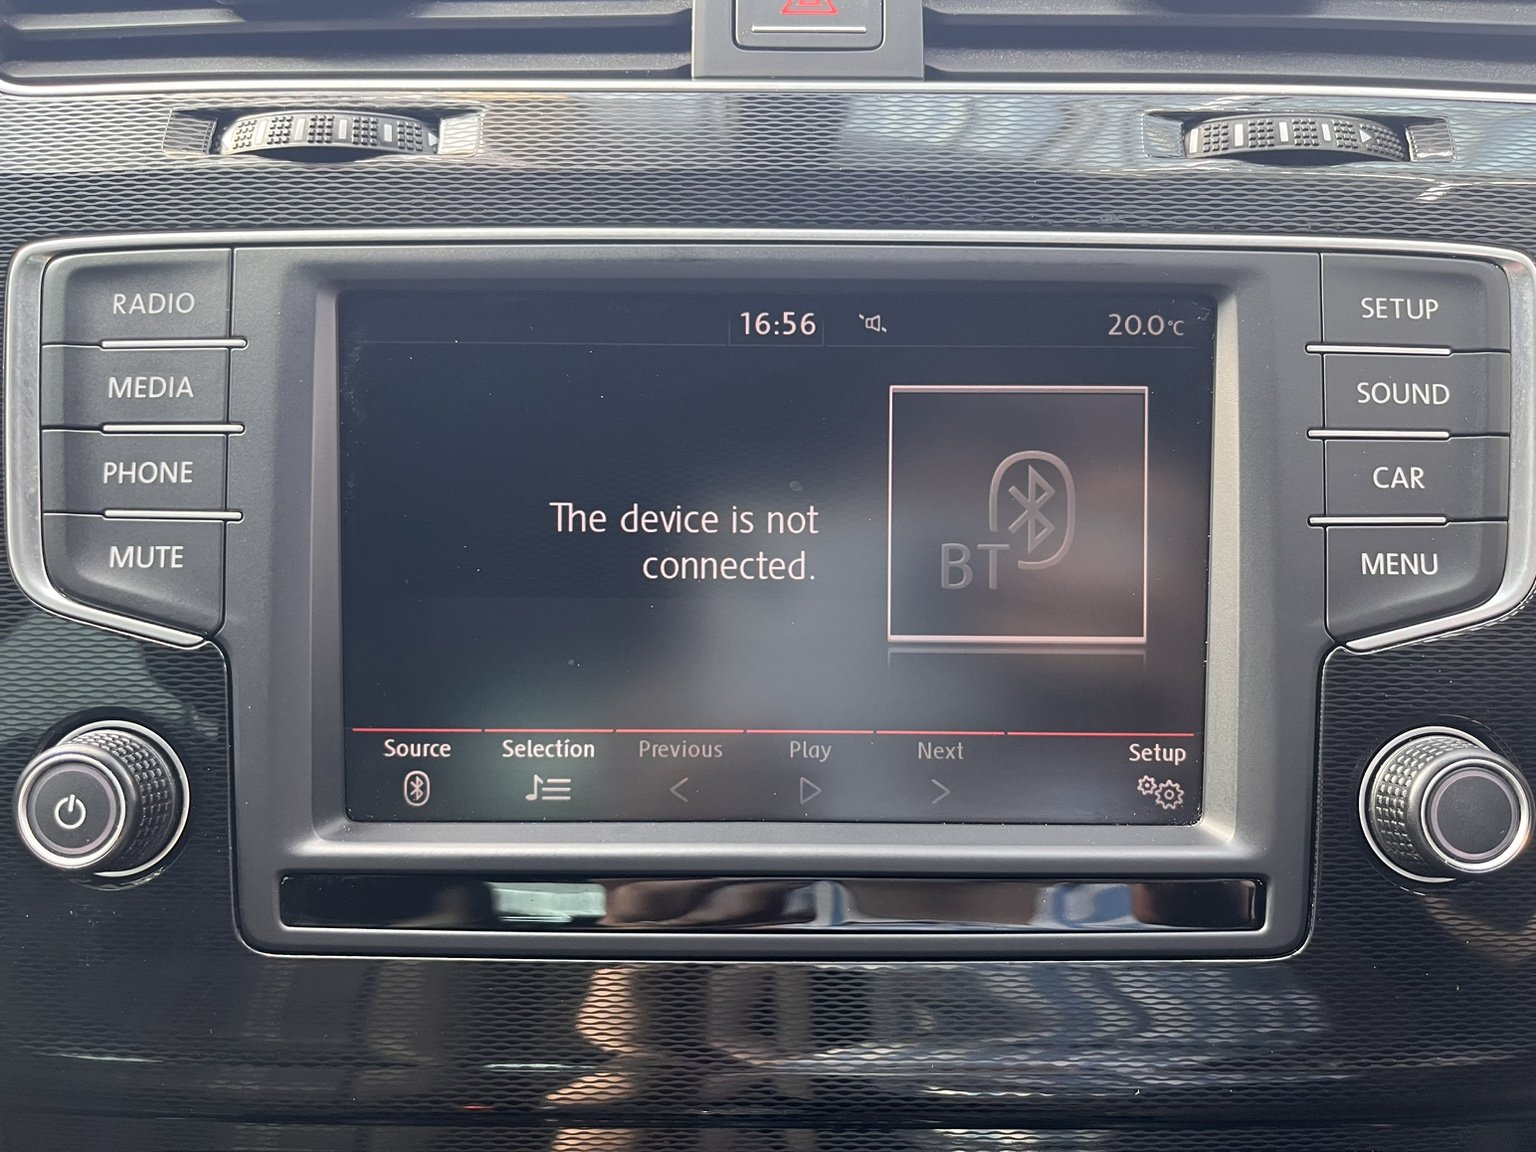 RADIO
MEDIA
PHONE
MUTE
16:56
20.0°C
The device is not
connected.
BT
Source
Selection
Previous
Play
Next
Setup
SETUP
SOUND
CAR
MENU